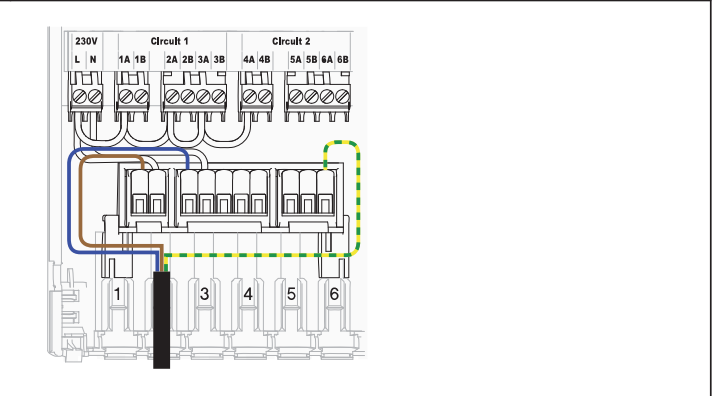 230V Circuit 1 Circuit 2
L N 1A 1B 2A 2B 3A 3B 4A 4B 5A 5B 6A 6B
1 3 4 5 6